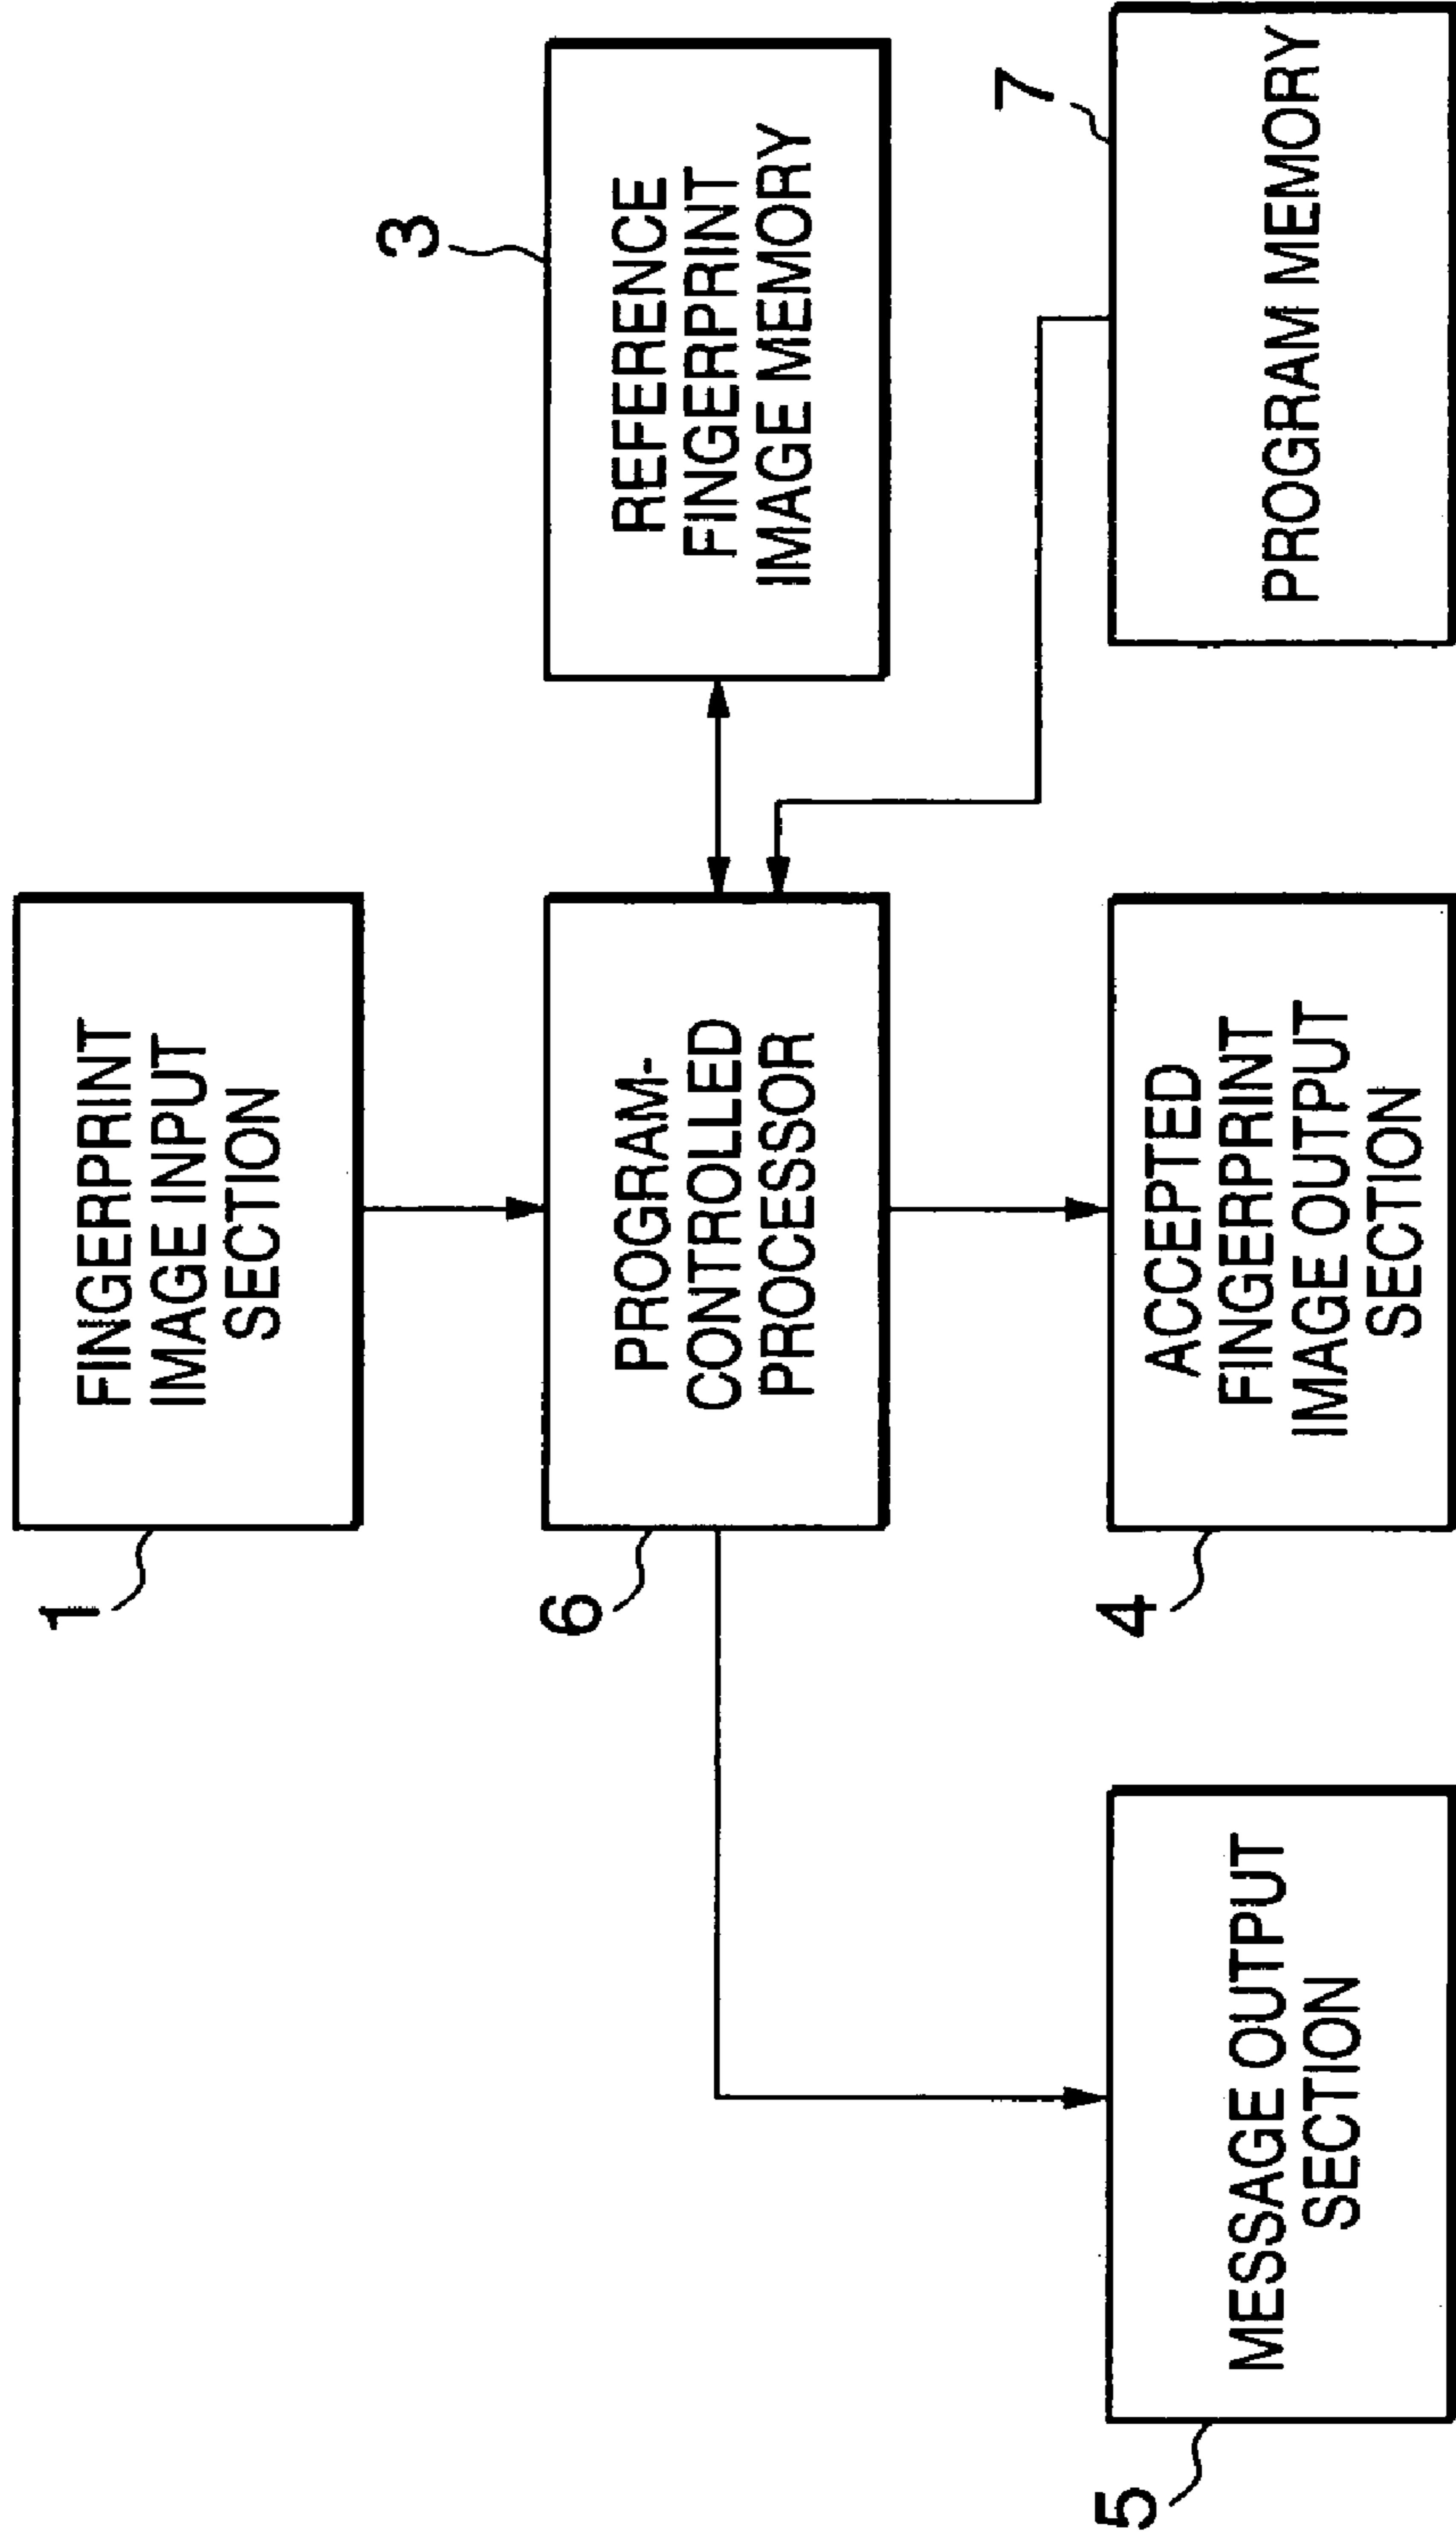 1
FINGERPRINT
IMAGE INPUT
SECTION
6
PROGRAM-
CONTROLLED
PROCESSOR
3
REFERENCE
FINGERPRINT
IMAGE MEMORY
5
MESSAGE OUTPUT
SECTION
4
ACCEPTED
FINGERPRINT
IMAGE OUTPUT
SECTION
7
PROGRAM MEMORY